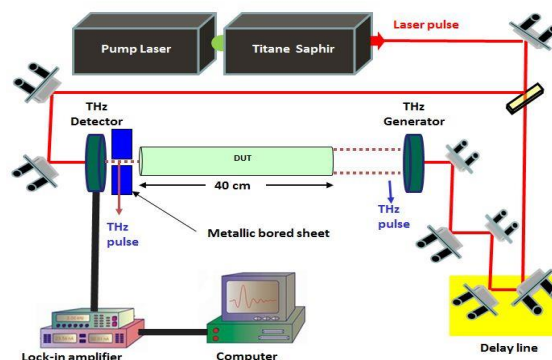 Pump Laser
Titane Saphir
Laser pulse
THz
Detector
THz
Generator
DUT
40 cm
THz
pulse
Metallic bored sheet
THz
pulse
Lock-in amplifier
Computer
Delay line